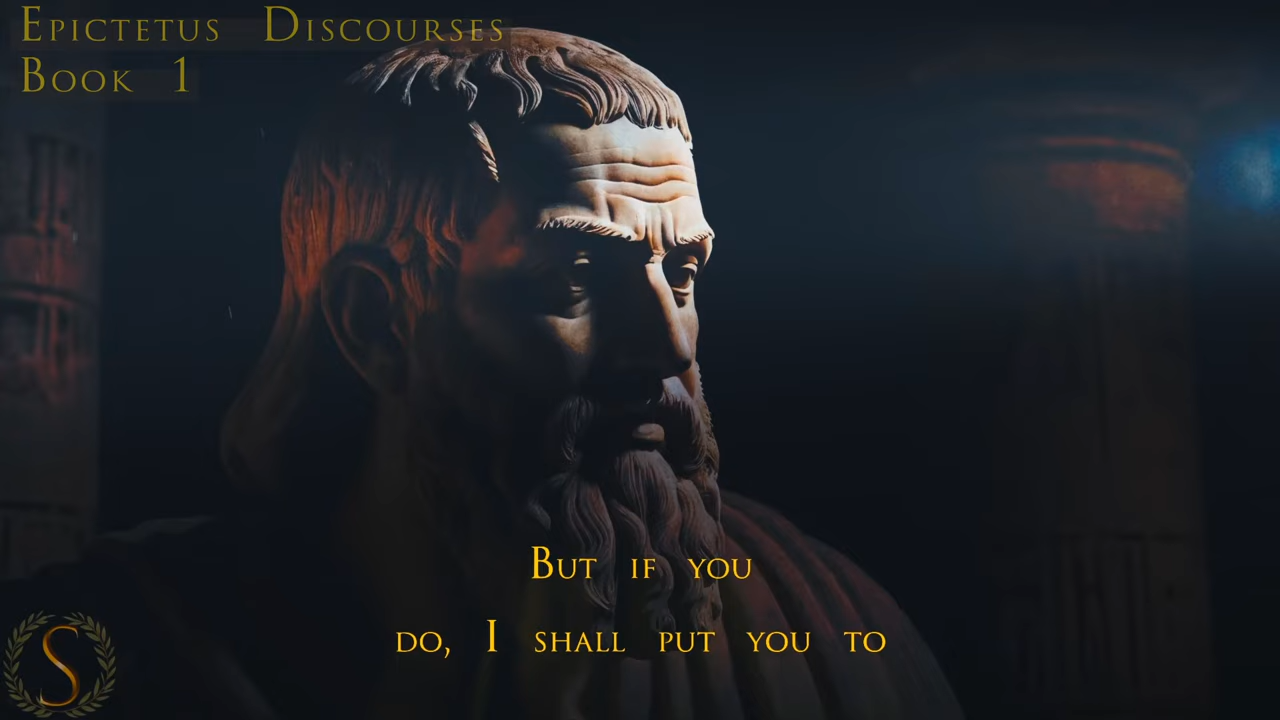 Epictetus Discourses
Book 1
But if you
do, I shall put you to
S